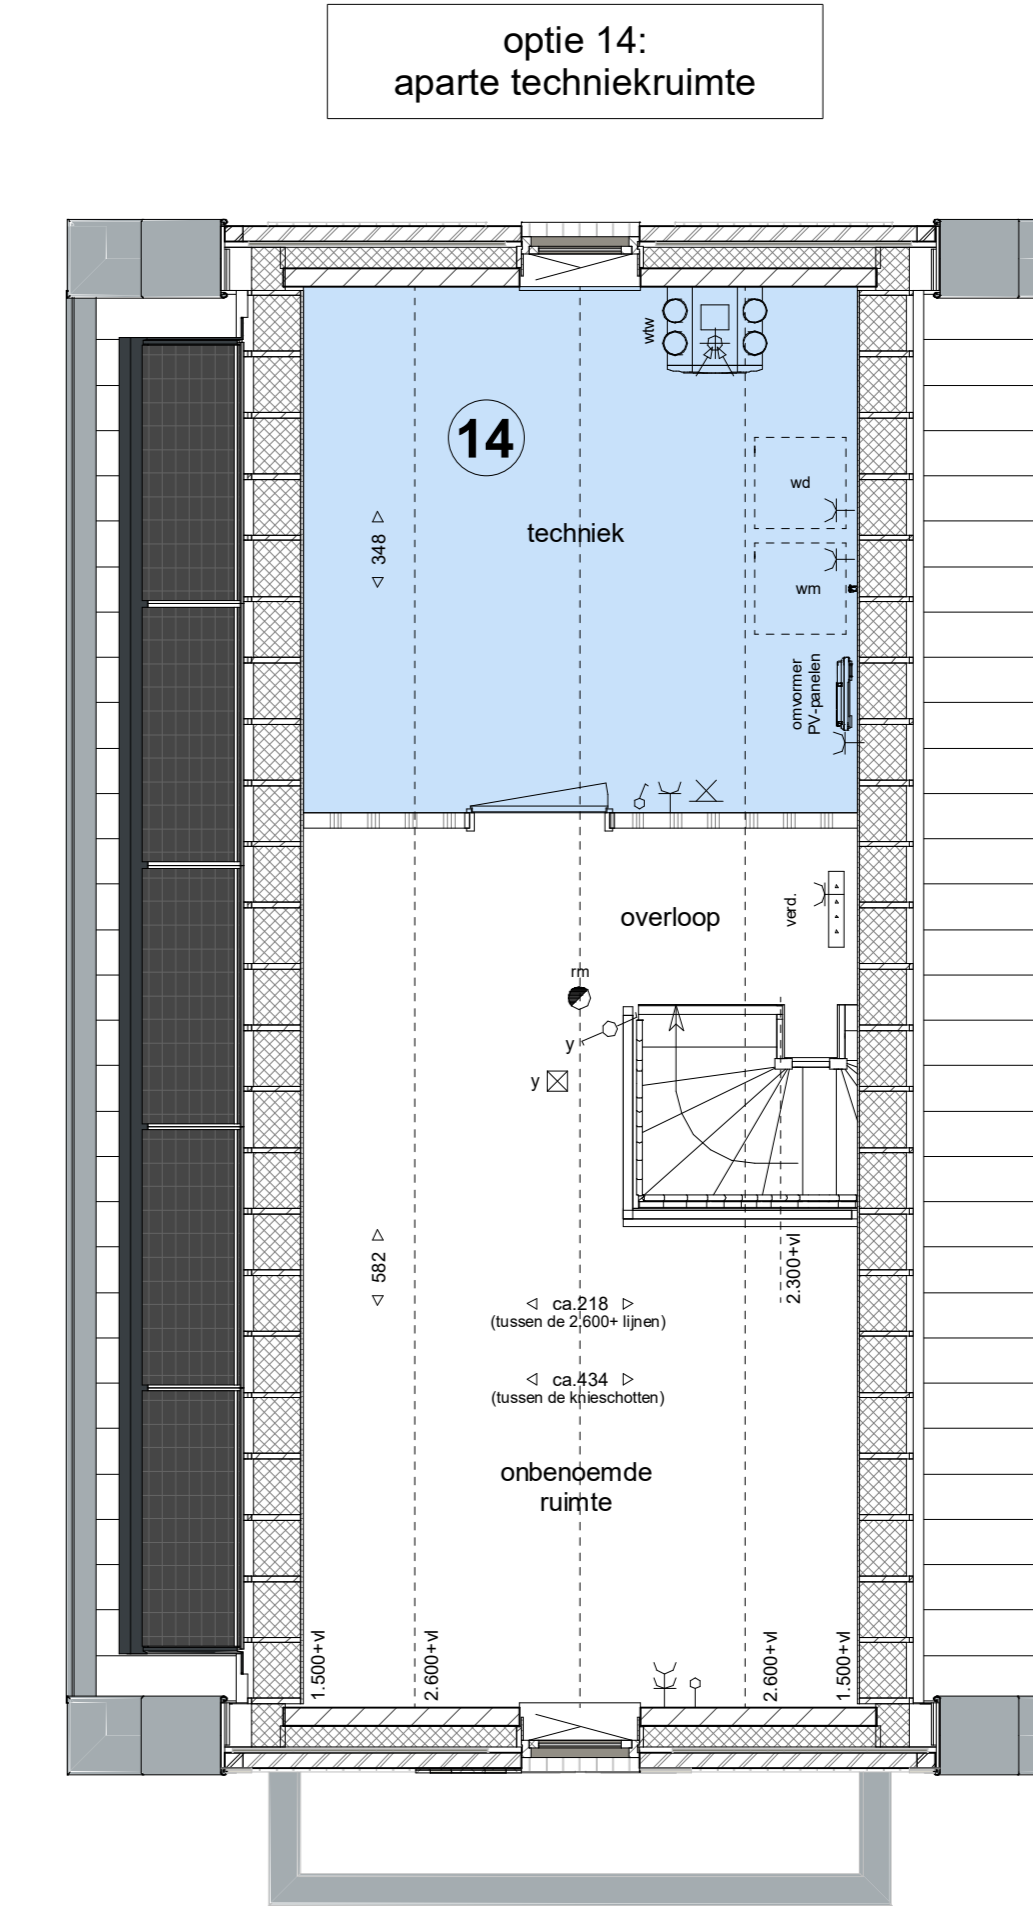 optie 14:
aparte techniekruimte
wtw
14
wd
techniek
348
wm
omvormer
PV-panelen
overloop
verd.
rm
y
y
582
2.300+vl
ca.218
(tussen de 2.600+ lijnen)
ca.434
(tussen de knieschotten)
onbenoemde
ruimte
1.500+vl
2.600+vl
2.600+vl
1.500+vl